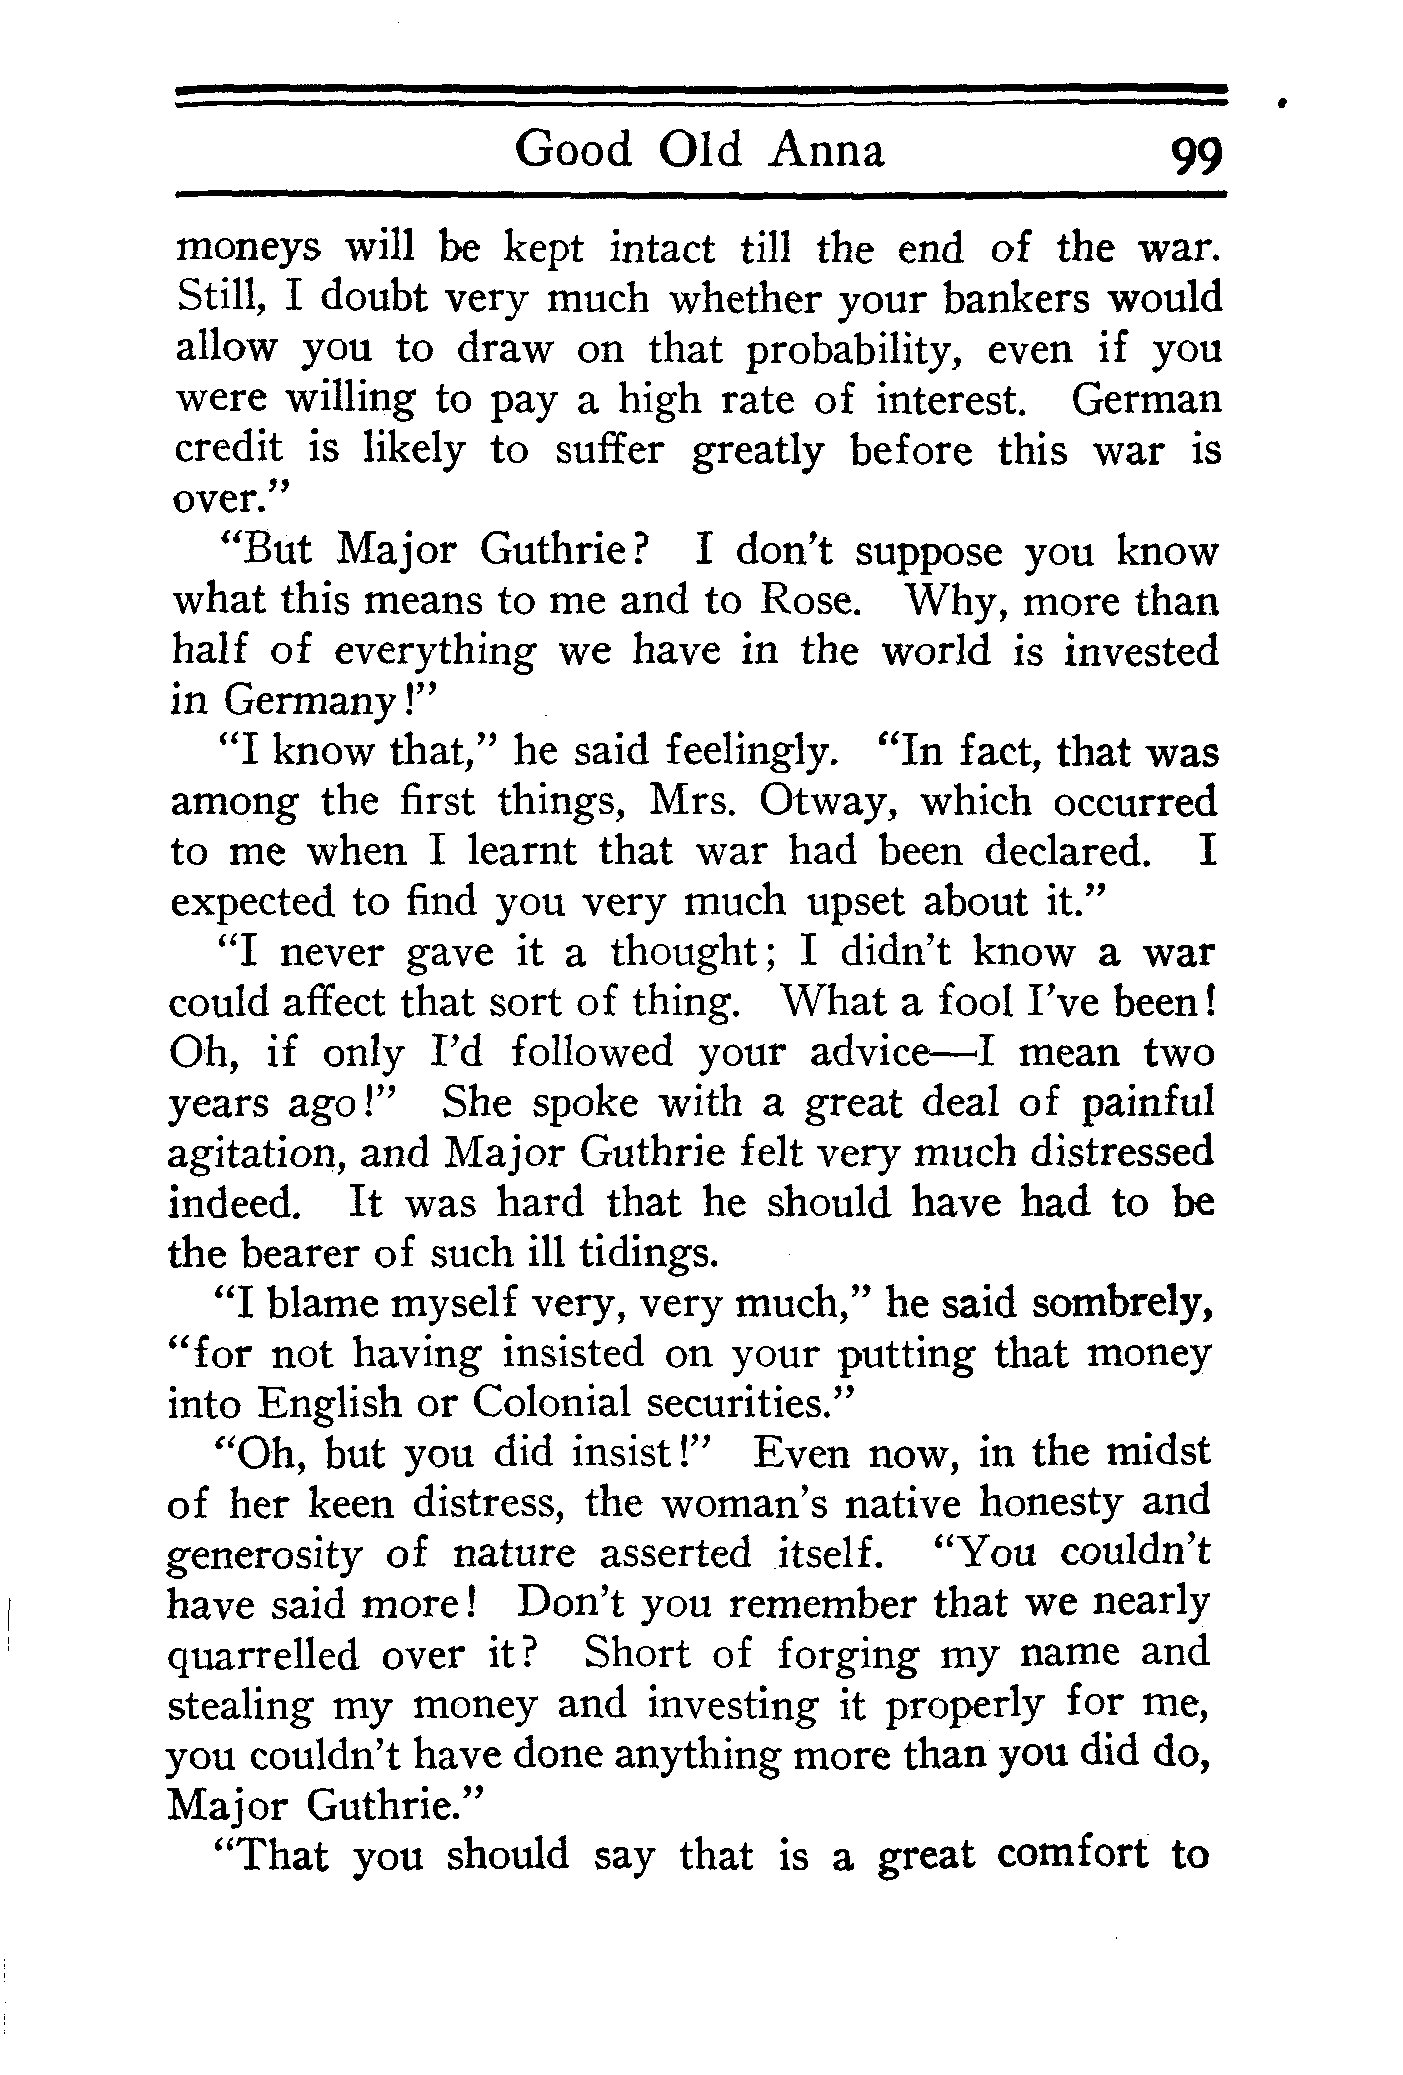 Good Old Anna 99
moneys will be kept intact till the end of the war.
Still, I doubt very much whether your bankers would
allow you to draw on that probability, even if you
were willing to pay a high rate of interest. German
credit is likely to suffer greatly before this war is
over.”
“But Major Guthrie? I don’t suppose you know
what this means to me and to Rose. Why, more than
half of everything we have in the world is invested
in Germany!”
“I know that,” he said feelingly. “In fact, that was
among the first things, Mrs. Otway, which occurred
to me when I learnt that war had been declared. I
expected to find you very much upset about it.”
“I never gave it a thought; I didn’t know a war
could affect that sort of thing. What a fool I’ve been!
Oh, if only I’d followed your advice—I mean two
years ago!” She spoke with a great deal of painful
agitation, and Major Guthrie felt very much distressed
indeed. It was hard that he should have had to be
the bearer of such ill tidings.
“I blame myself very, very much,” he said sombrely,
“for not having insisted on your putting that money
into English or Colonial securities.”
“Oh, but you did insist!” Even now, in the midst
of her keen distress, the woman’s native honesty and
generosity of nature asserted itself. “You couldn’t
have said more! Don’t you remember that we nearly
quarrelled over it? Short of forging my name and
stealing my money and investing it properly for me,
you couldn’t have done anything more than you did do,
Major Guthrie.”
“That you should say that is a great comfort to